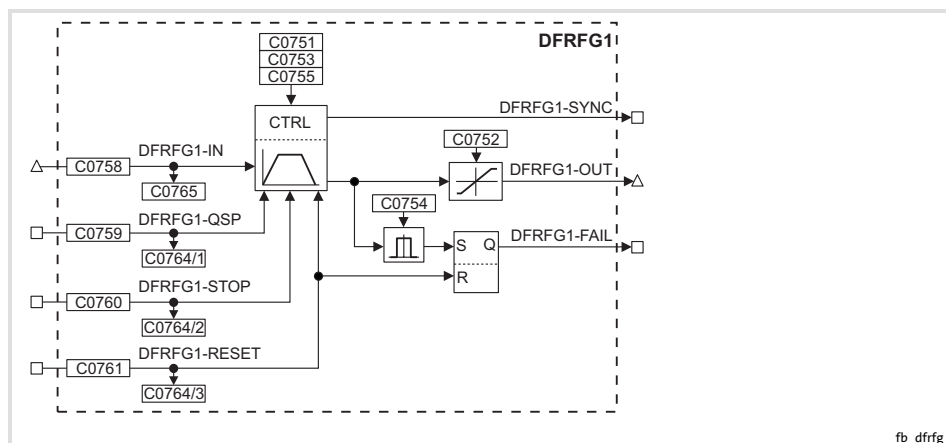 DFRFG1
C0751
C0753
C0755
CTRL
DFRFG1-SYNC
C0752
DFRFG1-OUT
C0758
DFRFG1-IN
C0765
C0754
C0759
DFRFG1-QSP
C0764/1
S Q
R
DFRFG1-FAIL
C0760
DFRFG1-STOP
C0764/2
C0761
DFRFG1-RESET
C0764/3
fb_dfrfg